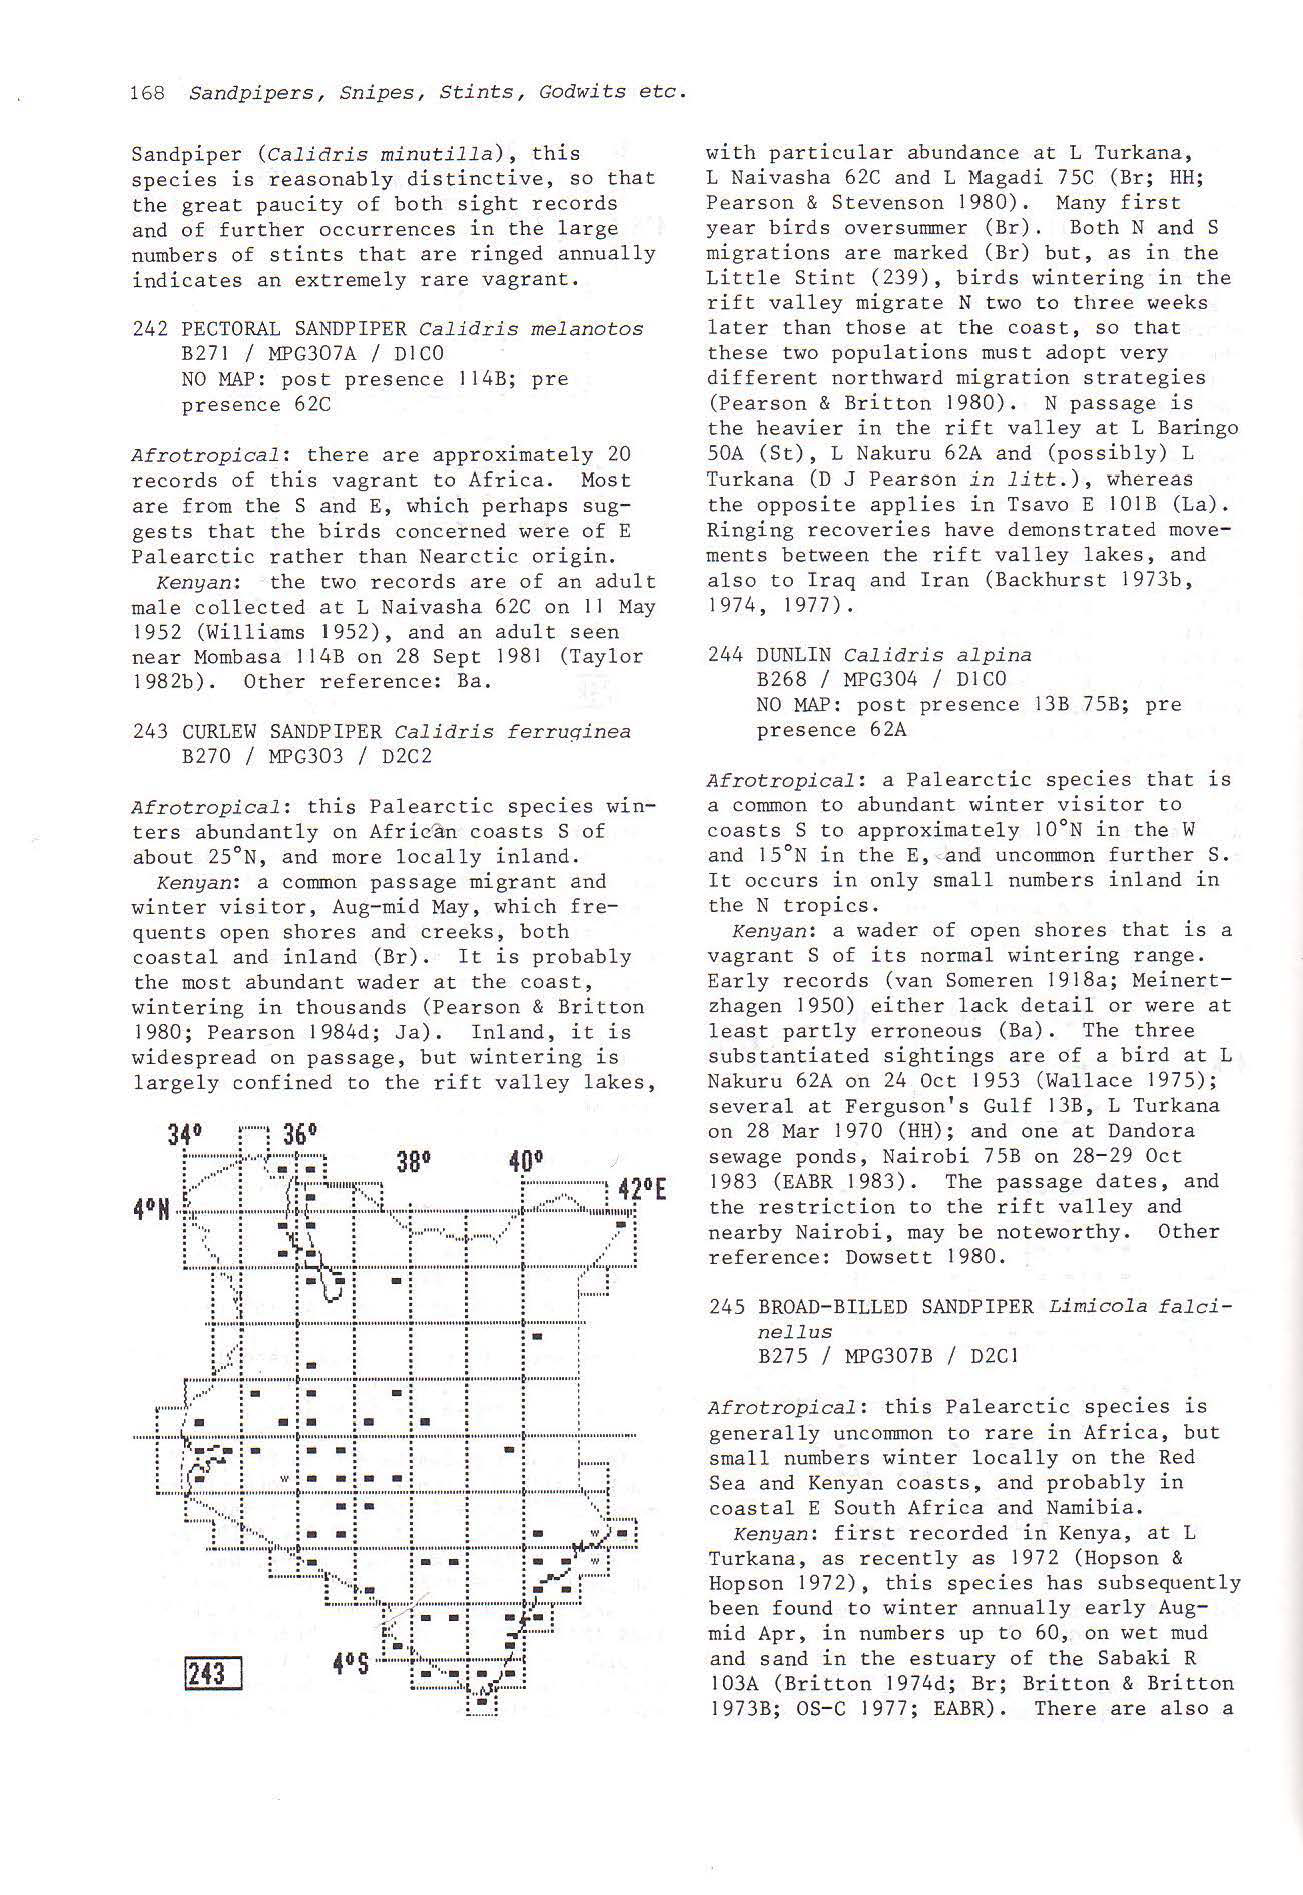 168 Sandpipers, Snipes, Stints, Godwits etc.
Sandpiper (Calidris minutilla), this
species is reasonably distinctive, so that
the great paucity of both sight records
and of further occurrences in the large
numbers of stints that are ringed annually
indicates an extremely rare vagrant.
242 PECTORAL SANDPIPER Calidris melanotos
B271 / MPG307A / D1C0
NO MAP: post presence 114B; pre
presence 62C
Afrotropical: there are approximately 20
records of this vagrant to Africa. Most
are from the S and E, which perhaps sug-
gests that the birds concerned were of E
Palearctic rather than Nearctic origin.
Kenyan: the two records are of an adult
male collected at L Naivasha 62C on 11 May
1952 (Williams 1952), and an adult seen
near Mombasa 114B on 28 Sept 1981 (Taylor
1982b). Other reference: Ba.
243 CURLEW SANDPIPER Calidris ferruginea
B270 / MPG303 / D2C2
Afrotropical: this Palearctic species win-
ters abundantly on African coasts S of
about 25°N, and more locally inland.
Kenyan: a common passage migrant and
winter visitor, Aug-mid May, which fre-
quents open shores and creeks, both
coastal and inland (Br). It is probably
the most abundant wader at the coast,
wintering in thousands (Pearson & Britton
1980; Pearson 1984d; Ja). Inland, it is
widespread on passage, but wintering is
largely confined to the rift valley lakes,
34° 36°
38° 40°
42°E
4°N
w
w
w
4°S
243
with particular abundance at L Turkana,
L Naivasha 62C and L Magadi 75C (Br; HH;
Pearson & Stevenson 1980). Many first
year birds oversummer (Br). Both N and S
migrations are marked (Br) but, as in the
Little Stint (239), birds wintering in the
rift valley migrate N two to three weeks
later than those at the coast, so that
these two populations must adopt very
different northward migration strategies
(Pearson & Britton 1980). N passage is
the heavier in the rift valley at L Baringo
50A (St), L Nakuru 62A and (possibly) L
Turkana (D J Pearson in litt.), whereas
the opposite applies in Tsavo E 101B (La).
Ringing recoveries have demonstrated move-
ments between the rift valley lakes, and
also to Iraq and Iran (Backhurst 1973b,
1974, 1977).
244 DUNLIN Calidris alpina
B268 / MPG304 / D1C0
NO MAP: post presence 13B 75B; pre
presence 62A
Afrotropical: a Palearctic species that is
a common to abundant winter visitor to
coasts S to approximately 10°N in the W
and 15°N in the E, and uncommon further S.
It occurs in only small numbers inland in
the N tropics.
Kenyan: a wader of open shores that is a
vagrant S of its normal wintering range.
Early records (van Someren 1918a; Meinert-
zhagen 1950) either lack detail or were at
least partly erroneous (Ba). The three
substantiated sightings are of a bird at L
Nakuru 62A on 24 Oct 1953 (Wallace 1975);
several at Ferguson's Gulf 13B, L Turkana
on 28 Mar 1970 (HH); and one at Dandora
sewage ponds, Nairobi 75B on 28-29 Oct
1983 (EABR 1983). The passage dates, and
the restriction to the rift valley and
nearby Nairobi, may be noteworthy. Other
reference: Dowsett 1980.
245 BROAD-BILLED SANDPIPER Limicola falci-
nellus
B275 / MPG307B / D2C1
Afrotropical: this Palearctic species is
generally uncommon to rare in Africa, but
small numbers winter locally on the Red
Sea and Kenyan coasts, and probably in
coastal E South Africa and Namibia.
Kenyan: first recorded in Kenya, at L
Turkana, as recently as 1972 (Hopson &
Hopson 1972), this species has subsequently
been found to winter annually early Aug-
mid Apr, in numbers up to 60, on wet mud
and sand in the estuary of the Sabaki R
103A (Britton 1974d; Br; Britton & Britton
1973B; OS-C 1977; EABR). There are also a